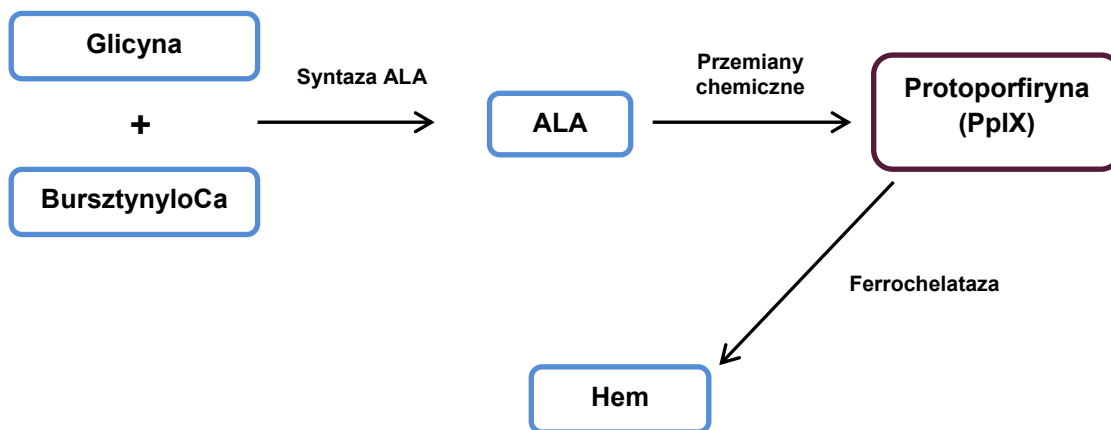 Glicyna
+
BursztynyloCa
Syntaza ALA
ALA
Przemiany
chemiczne
Protoporfiryna
(PpIX)
Ferrochelataza
Hem